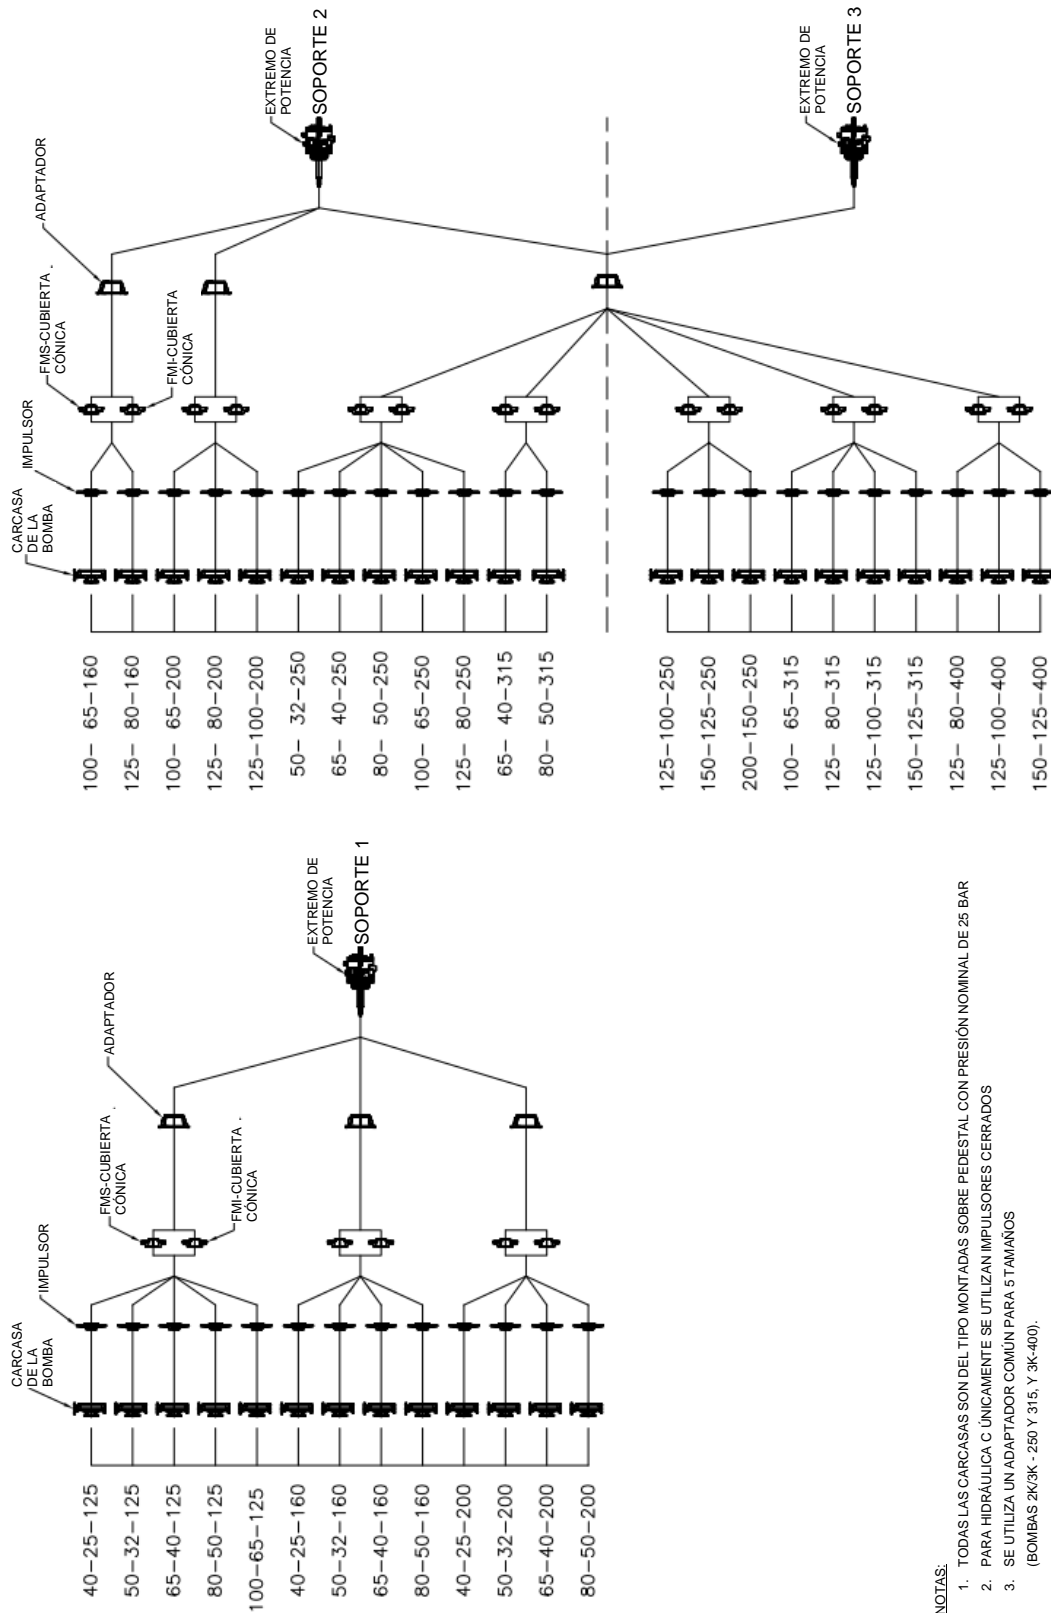 CARCASA
DE LA
BOMBA
IMPULSOR
FMS-CUBIERTA .
CÓNICA
FMI-CUBIERTA .
CÓNICA
ADAPTADOR
EXTREMO DE
POTENCIA
SOPORTE 1
40-25-125
50-32-125
65-40-125
80-50-125
100-65-125
40-25-160
50-32-160
65-40-160
80-50-160
40-25-200
50-32-200
65-40-200
80-50-200
CARCASA
DE LA
BOMBA
IMPULSOR
FMS-CUBIERTA .
CÓNICA
FMI-CUBIERTA
CÓNICA
ADAPTADOR
EXTREMO DE
POTENCIA
SOPORTE 2
100- 65-160
125- 80-160
100- 65-200
125- 80-200
125-100-200
50- 32-250
65- 40-250
80- 50-250
100- 65-250
125- 80-250
65- 40-315
80- 50-315
EXTREMO DE
POTENCIA
SOPORTE 3
125-100-250
150-125-250
200-150-250
100- 65-315
125- 80-315
125-100-315
150-125-315
125- 80-400
125-100-400
150-125-400
NOTAS:
1. TODAS LAS CARCASAS SON DEL TIPO MONTADAS SOBRE PEDESTAL CON PRESIÓN NOMINAL DE 25 BAR
2. PARA HIDRÁULICA C ÚNICAMENTE SE UTILIZAN IMPULSORES CERRADOS
3. SE UTILIZA UN ADAPTADOR COMÚN PARA 5 TAMAÑOS
(BOMBAS 2K/3K - 250 Y 315, Y 3K-400).